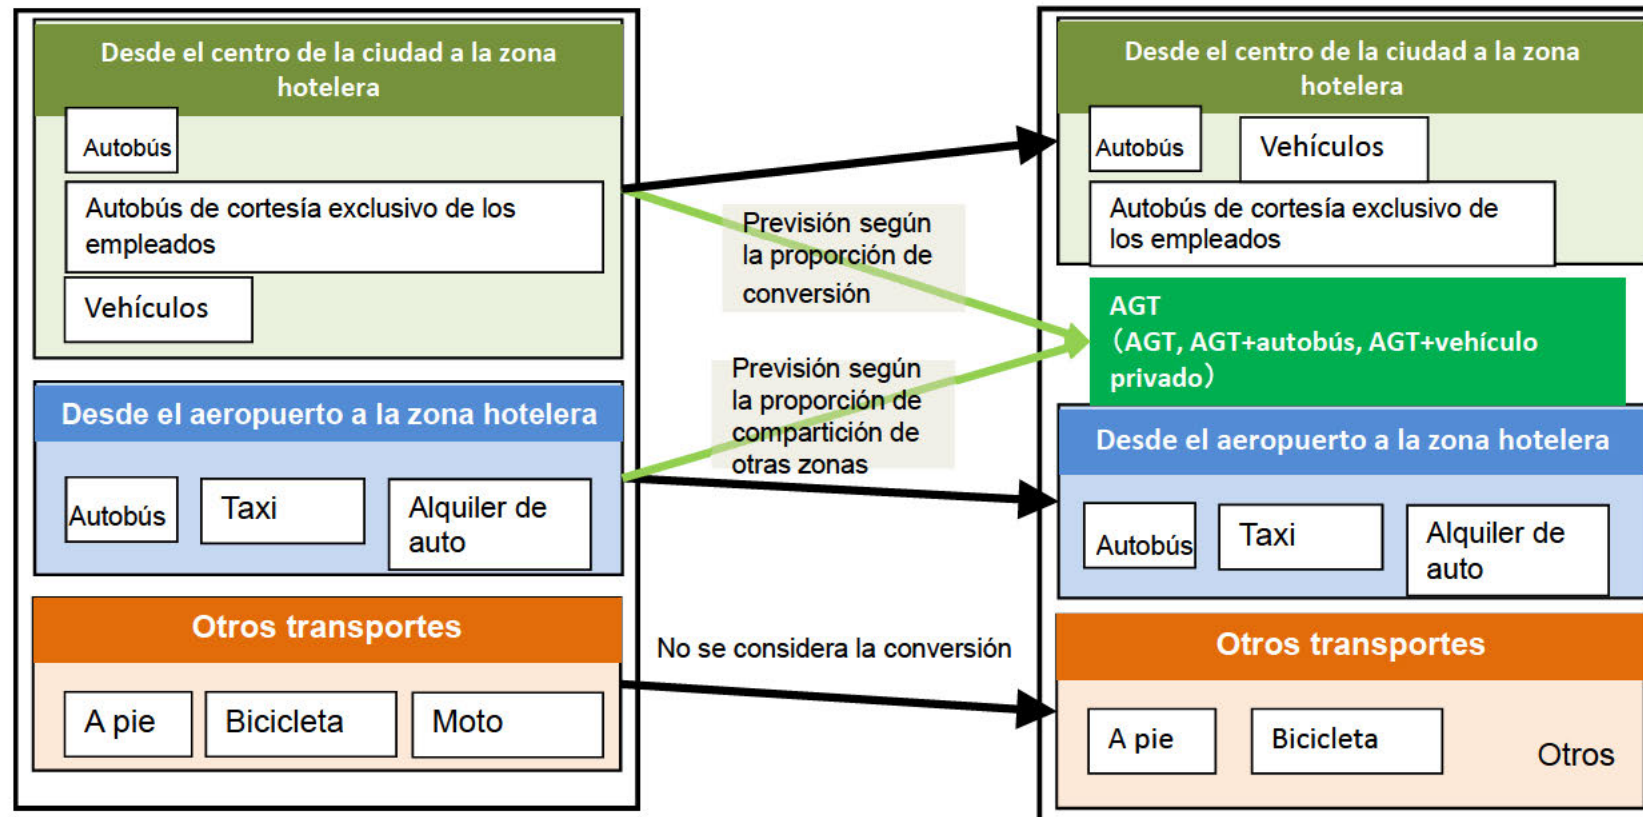 Desde el centro de la ciudad a la zona
hotelera
Autobús
Autobús de cortesía exclusivo de los
empleados
Vehículos
Desde el aeropuerto a la zona hotelera
Autobús
Taxi
Alquiler de
auto
Otros transportes
A pie
Bicicleta
Moto
Previsión según
la proporción de
conversión
Previsión según
la proporción de
compartición de
otras zonas
No se considera la conversión
Desde el centro de la ciudad a la zona
hotelera
Autobús
Vehículos
Autobús de cortesía exclusivo de
los empleados
AGT
（AGT, AGT+autobús, AGT+vehículo
privado）
Desde el aeropuerto a la zona hotelera
Autobús
Taxi
Alquiler de
auto
Otros transportes
A pie
Bicicleta
Otros